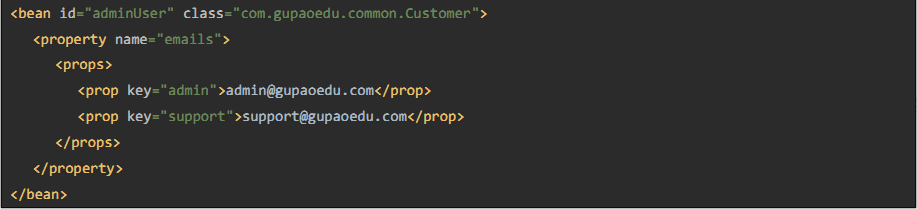 <bean id="adminUser" class="com.gupaoedu.common.Customer">
<property name="emails">
<props>
<prop key="admin">admin@gupaoedu.com</prop>
<prop key="support">support@gupaoedu.com</prop>
</props>
</property>
</bean>